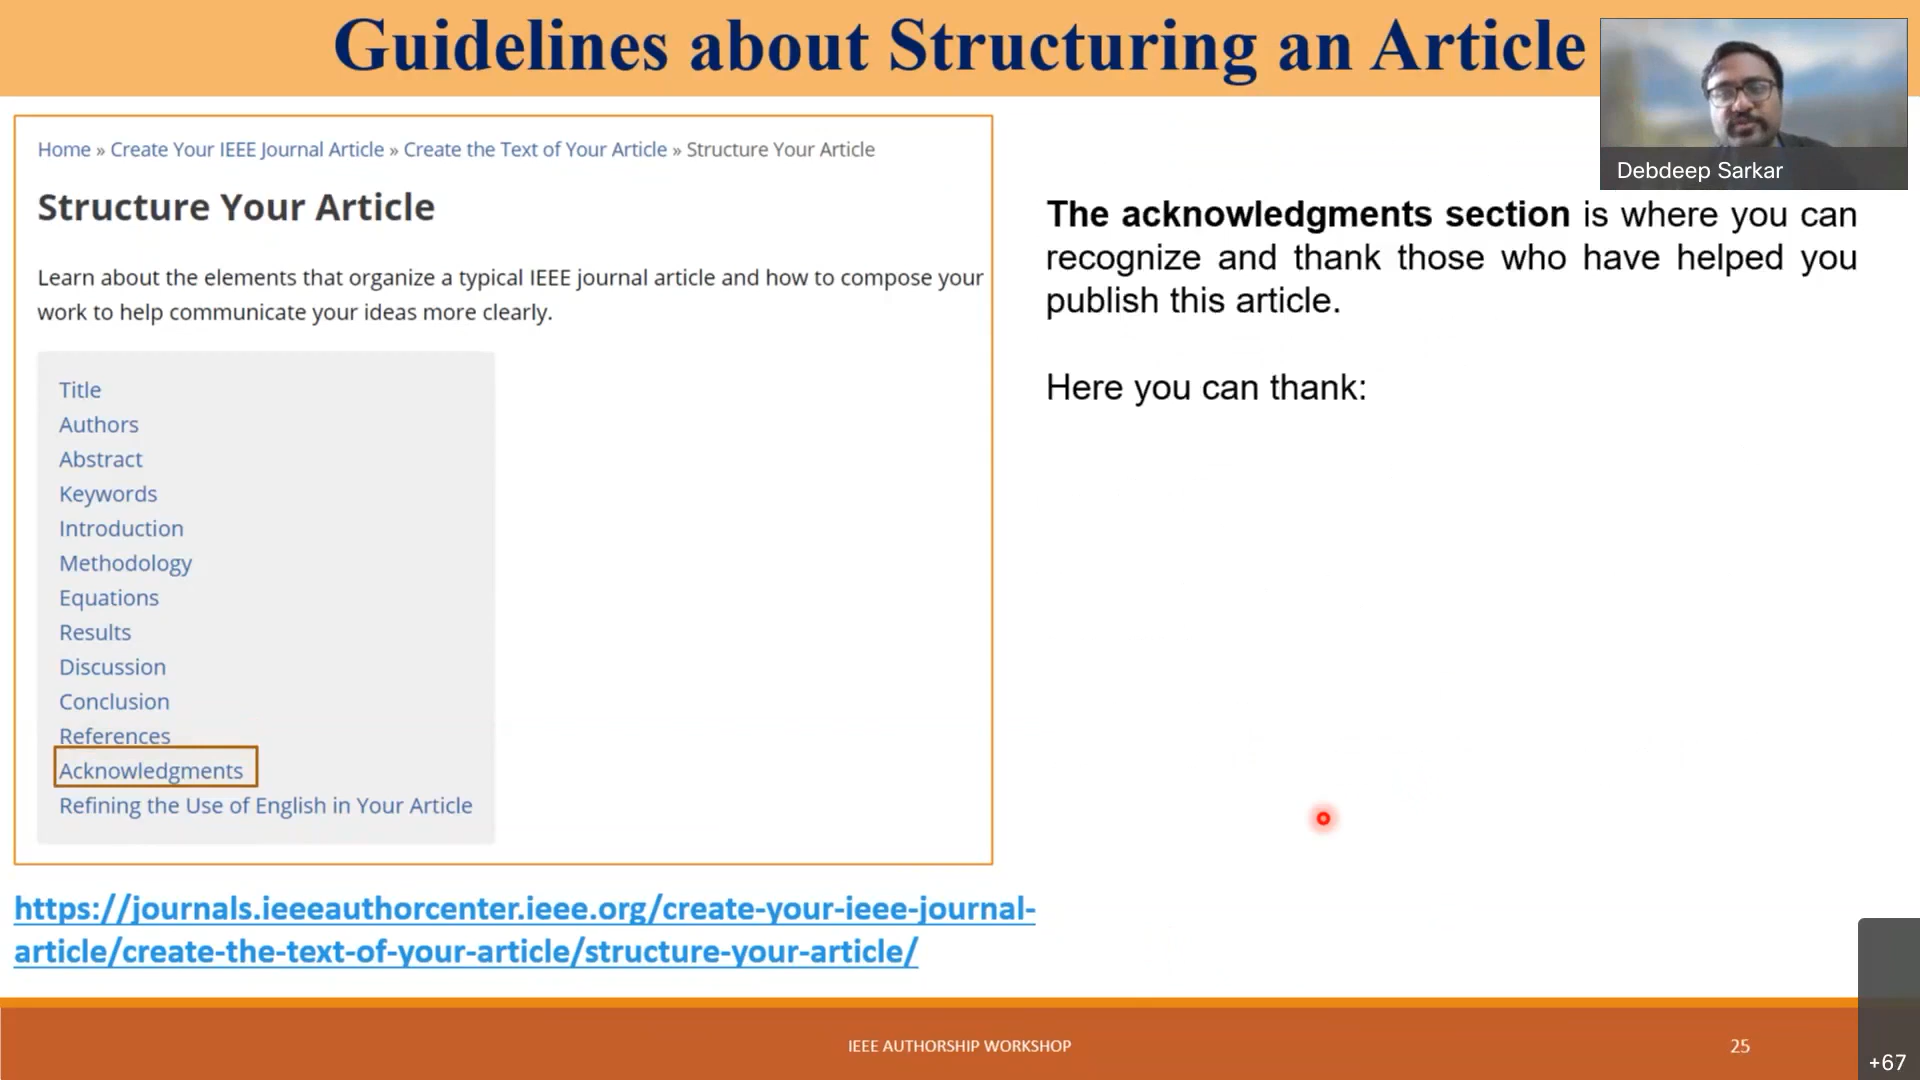 Guidelines about Structuring an Article
Debdeep Sarkar
Home » Create Your IEEE Journal Article » Create the Text of Your Article » Structure Your Article
Structure Your Article
Learn about the elements that organize a typical IEEE journal article and how to compose your
work to help communicate your ideas more clearly.
Title
Authors
Abstract
Keywords
Introduction
Methodology
Equations
Results
Discussion
Conclusion
References
Acknowledgments
Refining the Use of English in Your Article
The acknowledgments section is where you can
recognize and thank those who have helped you
publish this article.
Here you can thank:
https://journals.ieeeauthorcenter.ieee.org/create-your-ieee-journal-
article/create-the-text-of-your-article/structure-your-article/
IEEE AUTHORSHIP WORKSHOP
25
+67